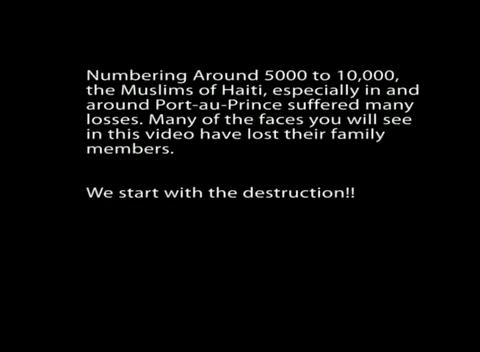 Numbering Around 5000 to 10,000,
the Muslims of Haiti, especially in and
around Port-au-Prince suffered many
losses. Many of the faces you will see
in this video have lost their family
members.
We start with the destruction!!